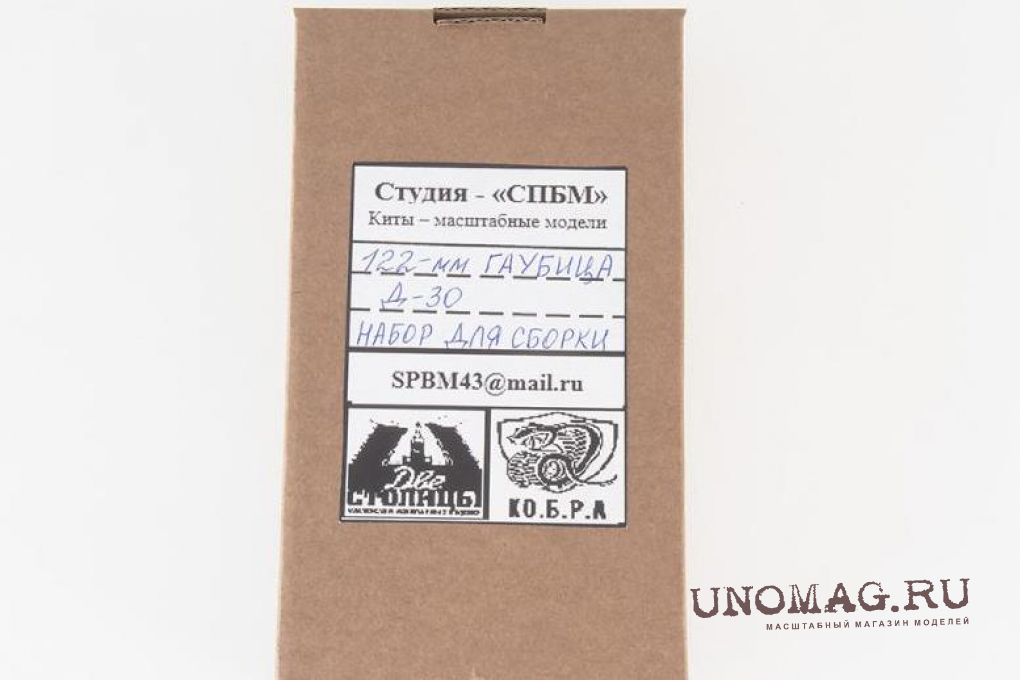 Студия - «СПБМ»
Киты – масштабные модели
122-мм ГАУБИЦА
Д-30
НАБОР ДЛЯ СБОРКИ
SPBM43@mail.ru
Две
СТОЛИЦЫ
КО.Б.Р.А
UNOMAG.RU
МАСШТАБНЫЙ МАГАЗИН МОДЕЛЕЙ